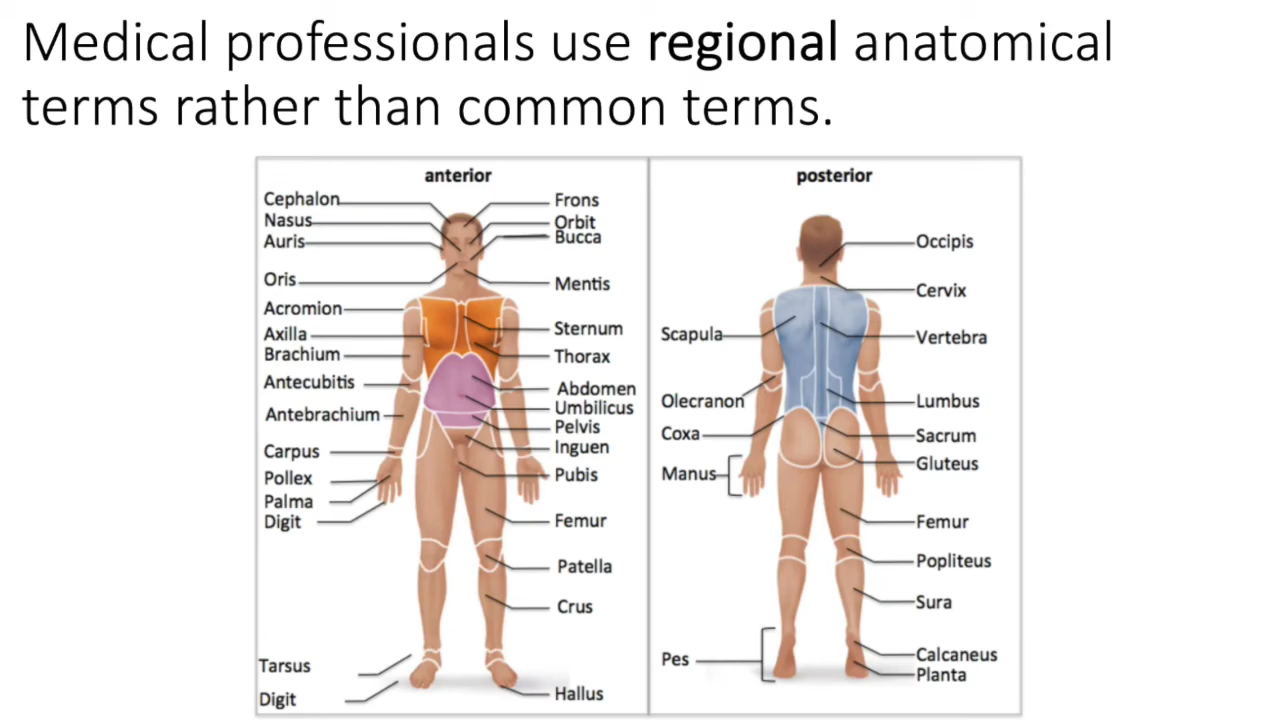 Medical professionals use regional anatomical
terms rather than common terms.
anterior
Cephalon
Nasus
Auris
Oris
Acromion
Axilla
Brachium
Antecubitis
Antebrachium
Carpus
Pollex
Palma
Digit
Tarsus
Digit
Frons
Orbit
Bucca
Mentis
Sternum
Thorax
Abdomen
Umbilicus
Pelvis
Inguen
Pubis
Femur
Patella
Crus
Hallus
posterior
Scapula
Olecranon
Coxa
Manus
Pes
Occipis
Cervix
Vertebra
Lumbus
Sacrum
Gluteus
Femur
Popliteus
Sura
Calcaneus
Planta